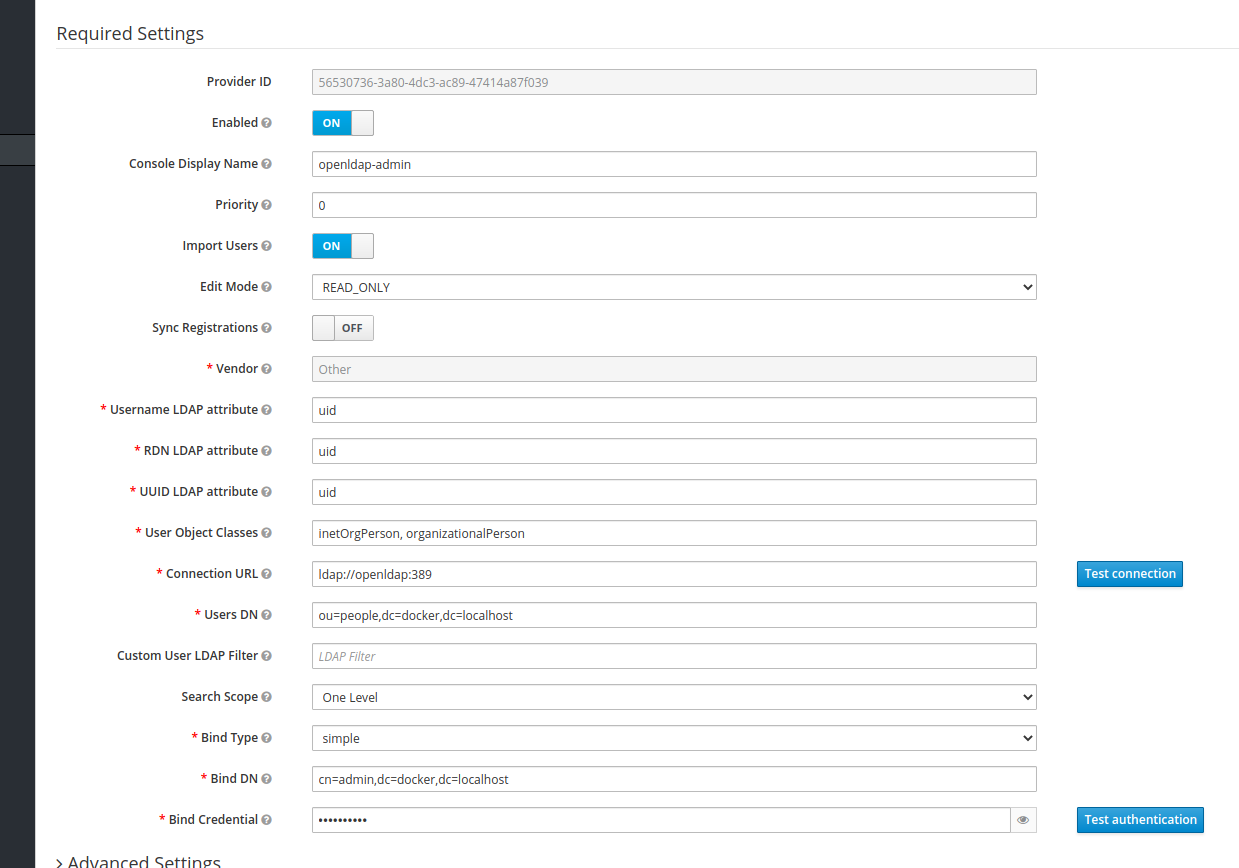 Required Settings
Provider ID 56530736-3a80-4dc3-ac89-47414a87f039
Enabled ON
Console Display Name openldap-admin
Priority 0
Import Users ON
Edit Mode READ_ONLY
Sync Registrations OFF
* Vendor Other
* Username LDAP attribute uid
* RDN LDAP attribute uid
* UUID LDAP attribute uid
* User Object Classes inetOrgPerson, organizationalPerson
* Connection URL ldap://openldap:389 Test connection
* Users DN ou=people,dc=docker,dc=localhost
Custom User LDAP Filter LDAP Filter
Search Scope One Level
* Bind Type simple
* Bind DN cn=admin,dc=docker,dc=localhost
* Bind Credential •••••••••• Test authentication
Advanced Settings